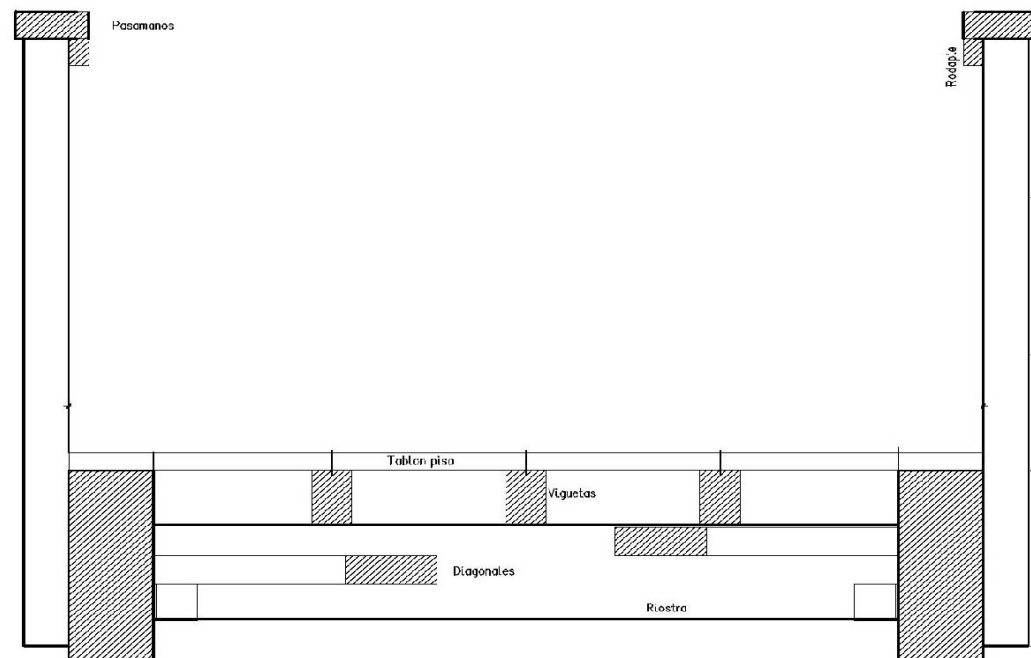 Pasamanos
Rodapie
Tablon piso
Viguetas
Diagonales
Riostra